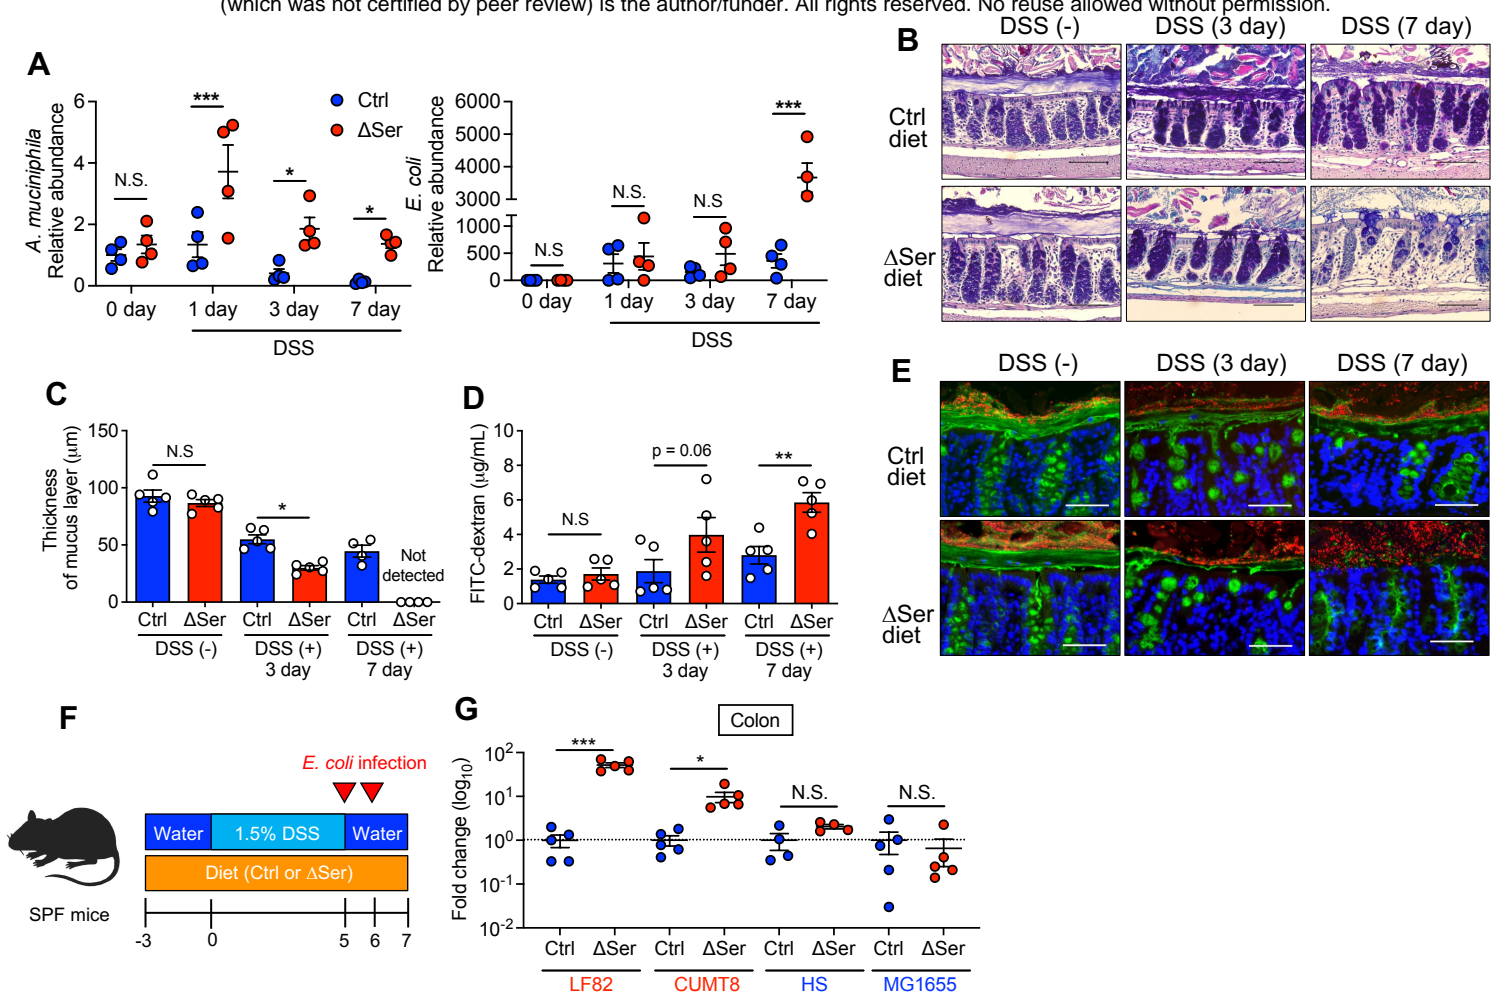 (which was not certified by peer review) is the author/funder. All rights reserved. No reuse allowed without permission.
A
A. muciniphila
Relative abundance
6
4
2
0
***
N.S.
*
*
Ctrl
ΔSer
0 day
1 day
3 day
7 day
DSS
E. coli
Relative abundance
6000
5000
4000
3000
1000
500
0
N.S
N.S
N.S
***
0 day
1 day
3 day
7 day
DSS
B
DSS (-)
DSS (3 day)
DSS (7 day)
Ctrl
diet
ΔSer
diet
C
Thickness
of mucus layer (μm)
150
100
50
0
N.S
*
Not
detected
Ctrl ΔSer Ctrl ΔSer Ctrl ΔSer
DSS (-)
DSS (+)
3 day
DSS (+)
7 day
D
FITC-dextran (μg/mL)
10
8
6
4
2
0
N.S
p = 0.06
**
Ctrl ΔSer Ctrl ΔSer Ctrl ΔSer
DSS (-)
DSS (+)
3 day
DSS (+)
7 day
E
DSS (-)
DSS (3 day)
DSS (7 day)
Ctrl
diet
ΔSer
diet
F
E. coli infection
Water
1.5% DSS
Water
Diet (Ctrl or ΔSer)
SPF mice
-3
0
5
6
7
G
Colon
Fold change (log10)
10²
10¹
10⁰
10⁻¹
10⁻²
***
*
N.S.
N.S.
Ctrl ΔSer Ctrl ΔSer Ctrl ΔSer Ctrl ΔSer
LF82
CUMT8
HS
MG1655